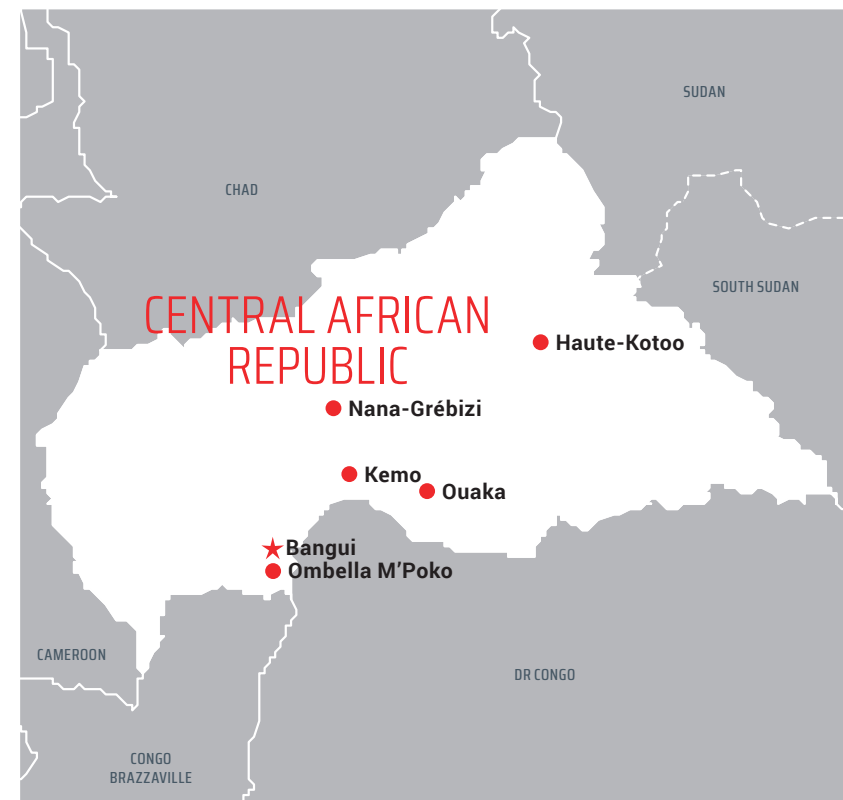 SUDAN
CHAD
SOUTH SUDAN
CENTRAL AFRICAN
REPUBLIC
Haute-Kotoo
Nana-Grébizi
Kemo
Ouaka
Bangui
Ombella M'Poko
CAMEROON
DR CONGO
CONGO
BRAZZAVILLE